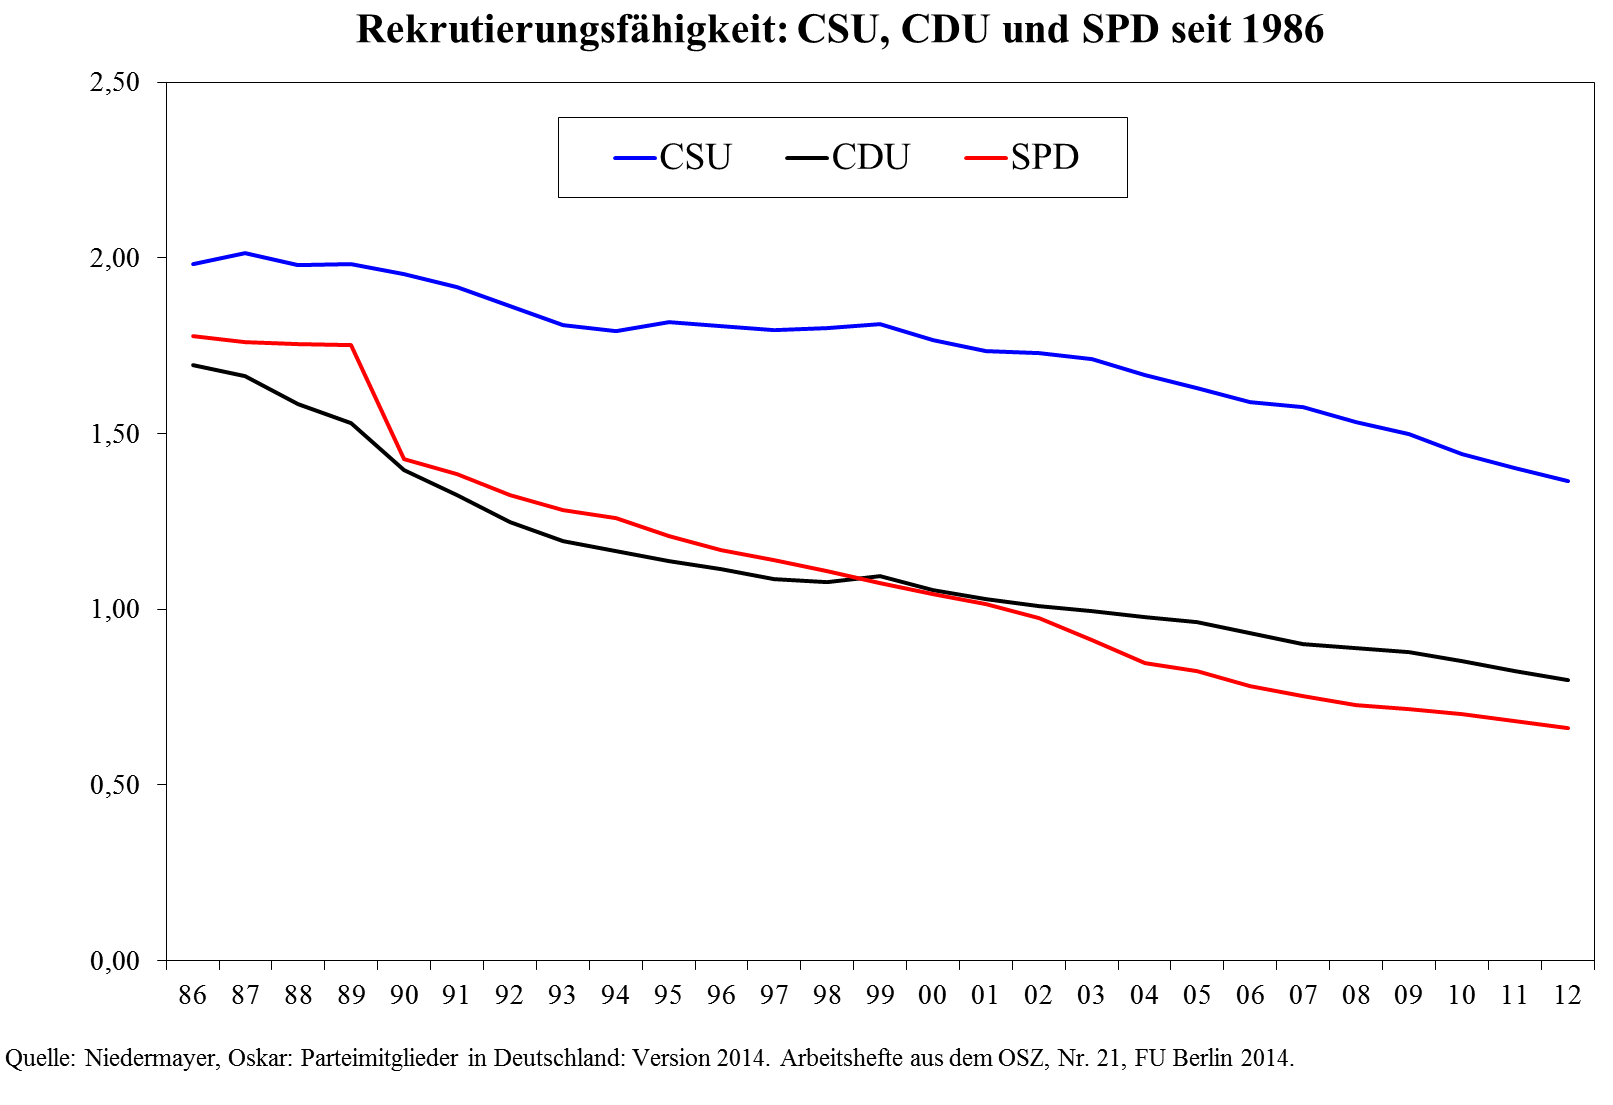 Rekrutierungsfähigkeit: CSU, CDU und SPD seit 1986
2,50
CSU CDU SPD
2,00
1,50
1,00
0,50
0,00
86 87 88 89 90 91 92 93 94 95 96 97 98 99 00 01 02 03 04 05 06 07 08 09 10 11 12
Quelle: Niedermayer, Oskar: Parteimitglieder in Deutschland: Version 2014. Arbeitshefte aus dem OSZ, Nr. 21, FU Berlin 2014.